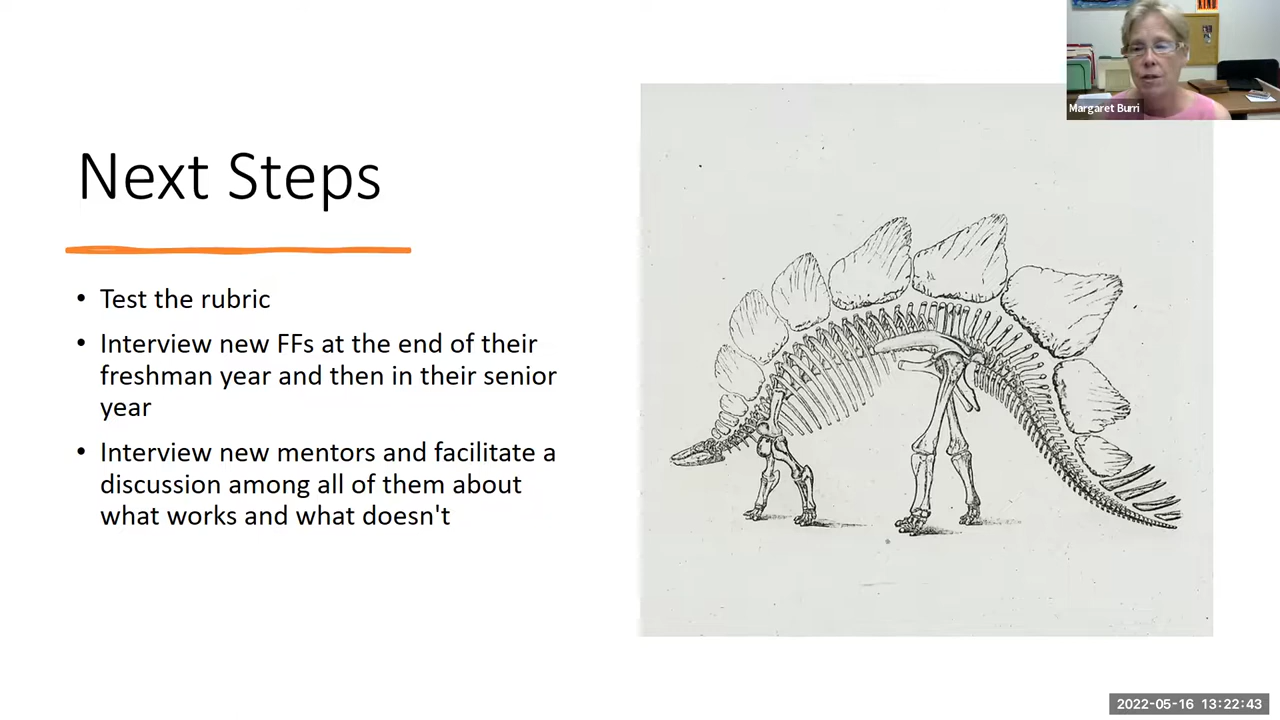 Next Steps
• Test the rubric
• Interview new FFs at the end of their
freshman year and then in their senior
year
• Interview new mentors and facilitate a
discussion among all of them about
what works and what doesn't
KIND
Margaret Burri
2022-05-16 13:22:43